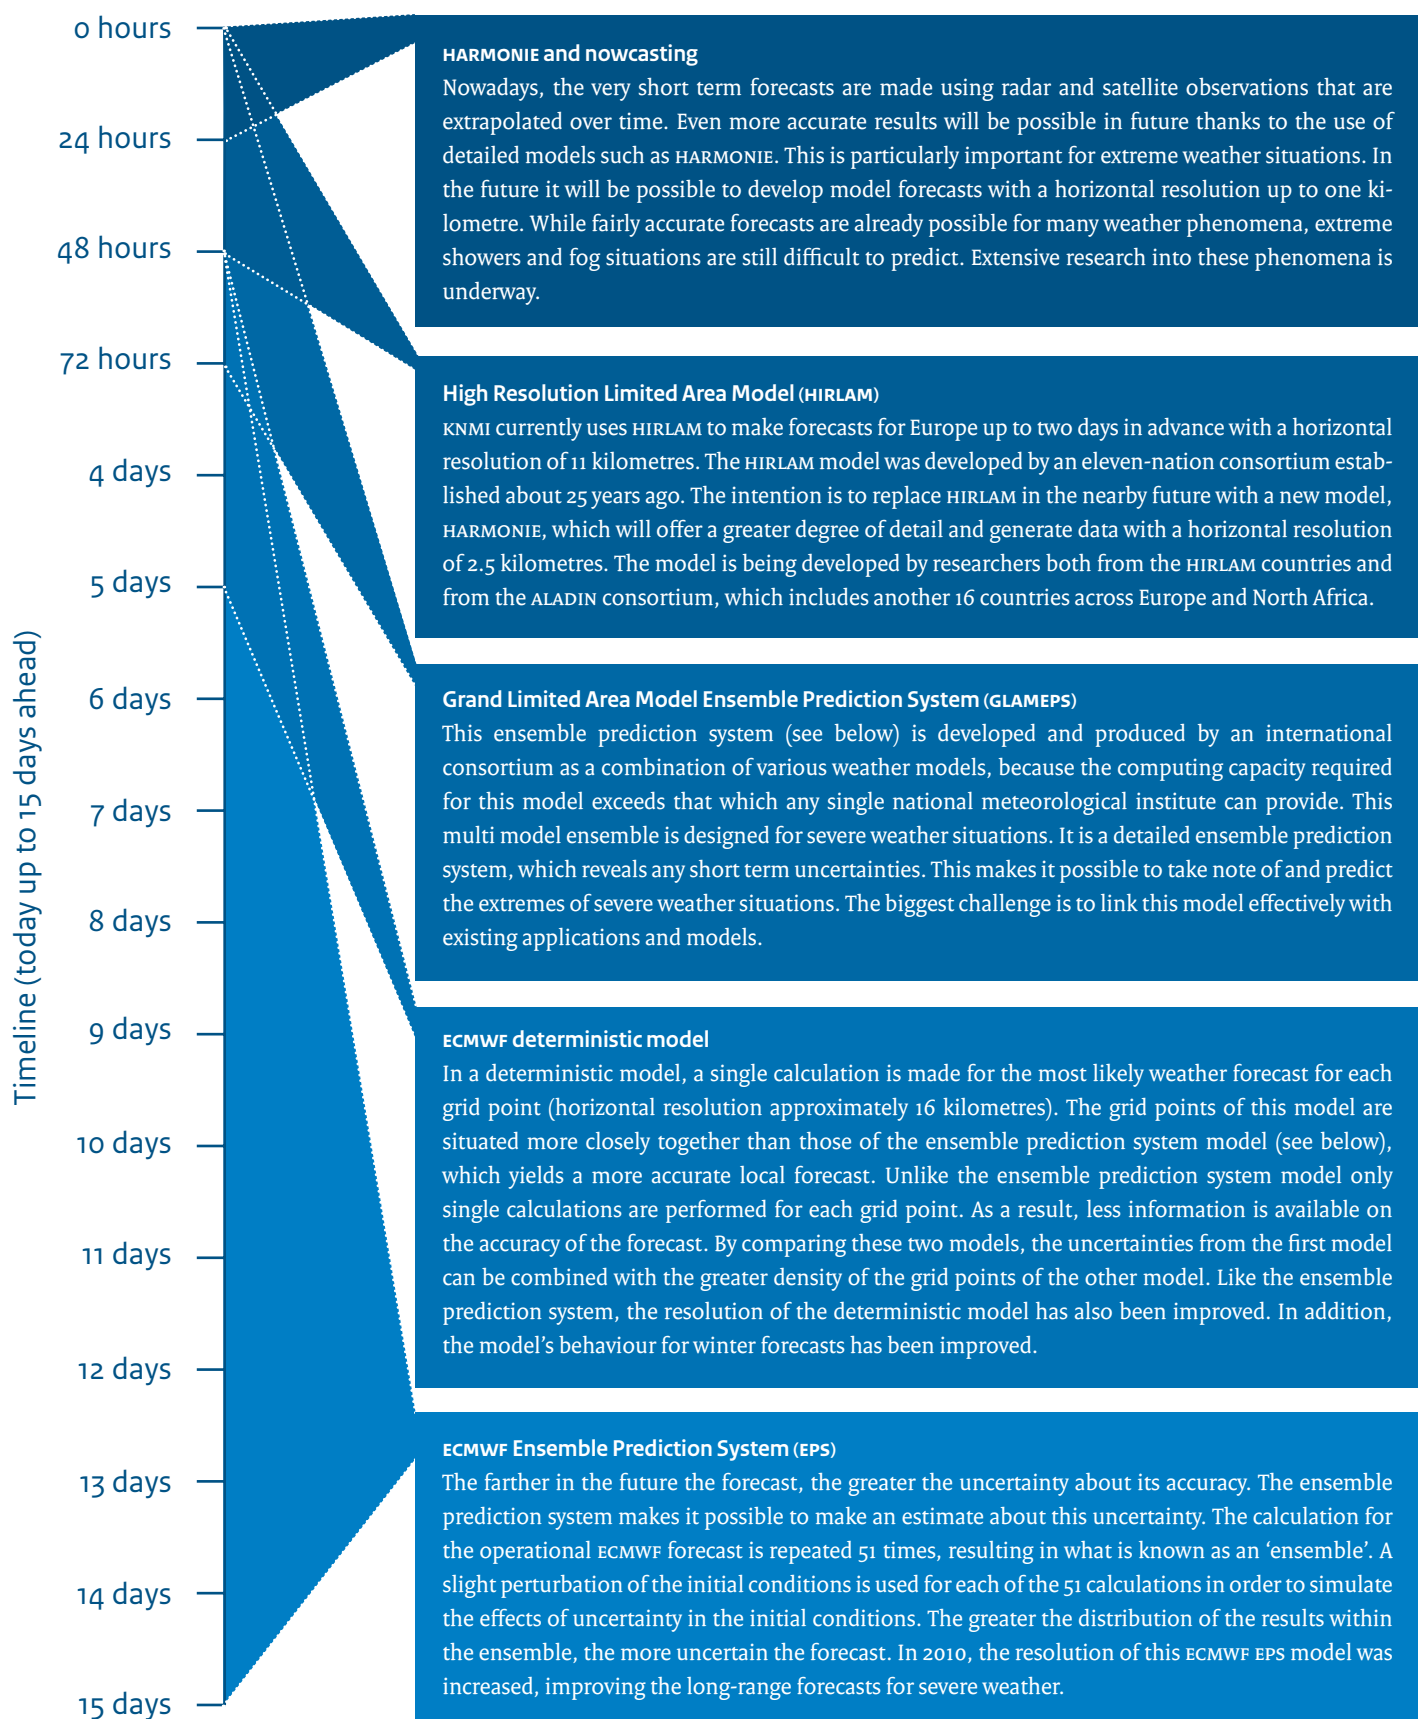 0 hours
24 hours
48 hours
72 hours
4 days
5 days
6 days
7 days
8 days
9 days
10 days
11 days
12 days
13 days
14 days
15 days
Timeline (today up to 15 days ahead)
HARMONIE and nowcasting
Nowadays, the very short term forecasts are made using radar and satellite observations that are
extrapolated over time. Even more accurate results will be possible in future thanks to the use of
detailed models such as HARMONIE. This is particularly important for extreme weather situations. In
the future it will be possible to develop model forecasts with a horizontal resolution up to one ki-
lometre. While fairly accurate forecasts are already possible for many weather phenomena, extreme
showers and fog situations are still difficult to predict. Extensive research into these phenomena is
underway.
High Resolution Limited Area Model (HIRLAM)
KNMI currently uses HIRLAM to make forecasts for Europe up to two days in advance with a horizontal
resolution of 11 kilometres. The HIRLAM model was developed by an eleven-nation consortium estab-
lished about 25 years ago. The intention is to replace HIRLAM in the nearby future with a new model,
HARMONIE, which will offer a greater degree of detail and generate data with a horizontal resolution
of 2.5 kilometres. The model is being developed by researchers both from the HIRLAM countries and
from the ALADIN consortium, which includes another 16 countries across Europe and North Africa.
Grand Limited Area Model Ensemble Prediction System (GLAMEPS)
This ensemble prediction system (see below) is developed and produced by an international
consortium as a combination of various weather models, because the computing capacity required
for this model exceeds that which any single national meteorological institute can provide. This
multi model ensemble is designed for severe weather situations. It is a detailed ensemble prediction
system, which reveals any short term uncertainties. This makes it possible to take note of and predict
the extremes of severe weather situations. The biggest challenge is to link this model effectively with
existing applications and models.
ECMWF deterministic model
In a deterministic model, a single calculation is made for the most likely weather forecast for each
grid point (horizontal resolution approximately 16 kilometres). The grid points of this model are
situated more closely together than those of the ensemble prediction system model (see below),
which yields a more accurate local forecast. Unlike the ensemble prediction system model only
single calculations are performed for each grid point. As a result, less information is available on
the accuracy of the forecast. By comparing these two models, the uncertainties from the first model
can be combined with the greater density of the grid points of the other model. Like the ensemble
prediction system, the resolution of the deterministic model has also been improved. In addition,
the model's behaviour for winter forecasts has been improved.
ECMWF Ensemble Prediction System (EPS)
The farther in the future the forecast, the greater the uncertainty about its accuracy. The ensemble
prediction system makes it possible to make an estimate about this uncertainty. The calculation for
the operational ECMWF forecast is repeated 51 times, resulting in what is known as an 'ensemble'. A
slight perturbation of the initial conditions is used for each of the 51 calculations in order to simulate
the effects of uncertainty in the initial conditions. The greater the distribution of the results within
the ensemble, the more uncertain the forecast. In 2010, the resolution of this ECMWF EPS model was
increased, improving the long-range forecasts for severe weather.